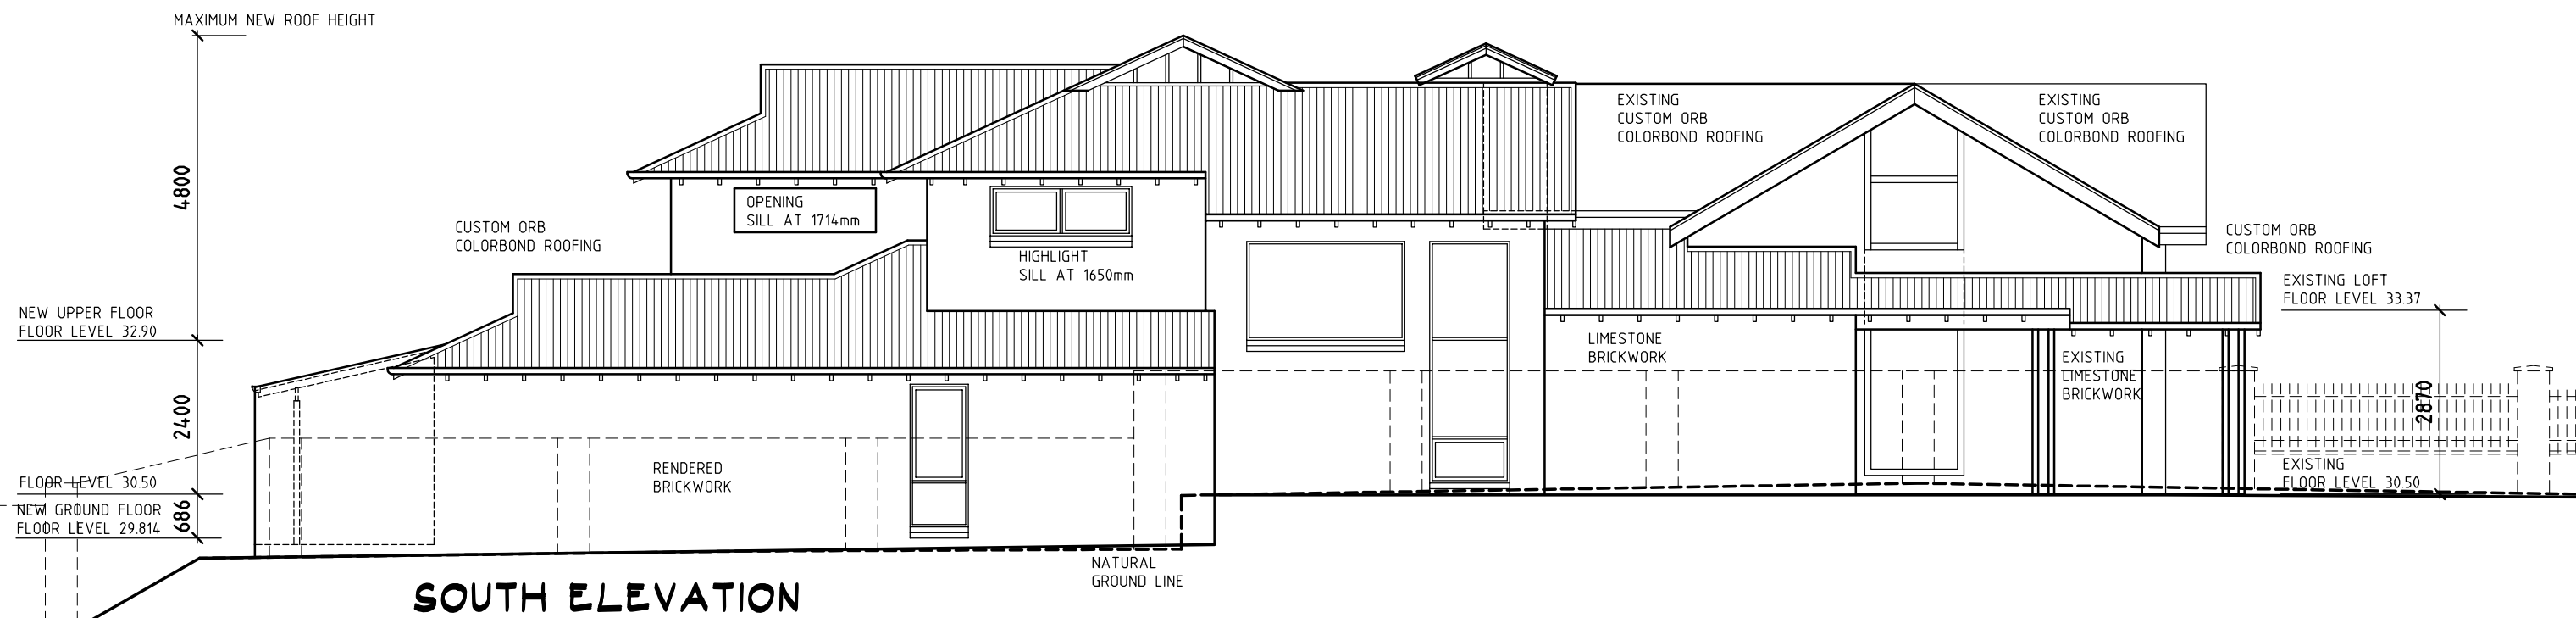 MAXIMUM NEW ROOF HEIGHT
4800
CUSTOM ORB
COLORBOND ROOFING
NEW UPPER FLOOR
FLOOR LEVEL 32.90
2400
FLOOR LEVEL 30.50
NEW GROUND FLOOR
FLOOR LEVEL 29.814
686
OPENING
SILL AT 1714mm
HIGHLIGHT
SILL AT 1650mm
RENDERED
BRICKWORK
NATURAL
GROUND LINE
EXISTING
CUSTOM ORB
COLORBOND ROOFING
EXISTING
CUSTOM ORB
COLORBOND ROOFING
LIMESTONE
BRICKWORK
EXISTING
LIMESTONE
BRICKWORK
CUSTOM ORB
COLORBOND ROOFING
EXISTING LOFT
FLOOR LEVEL 33.37
2870
EXISTING
FLOOR LEVEL 30.50
SOUTH ELEVATION